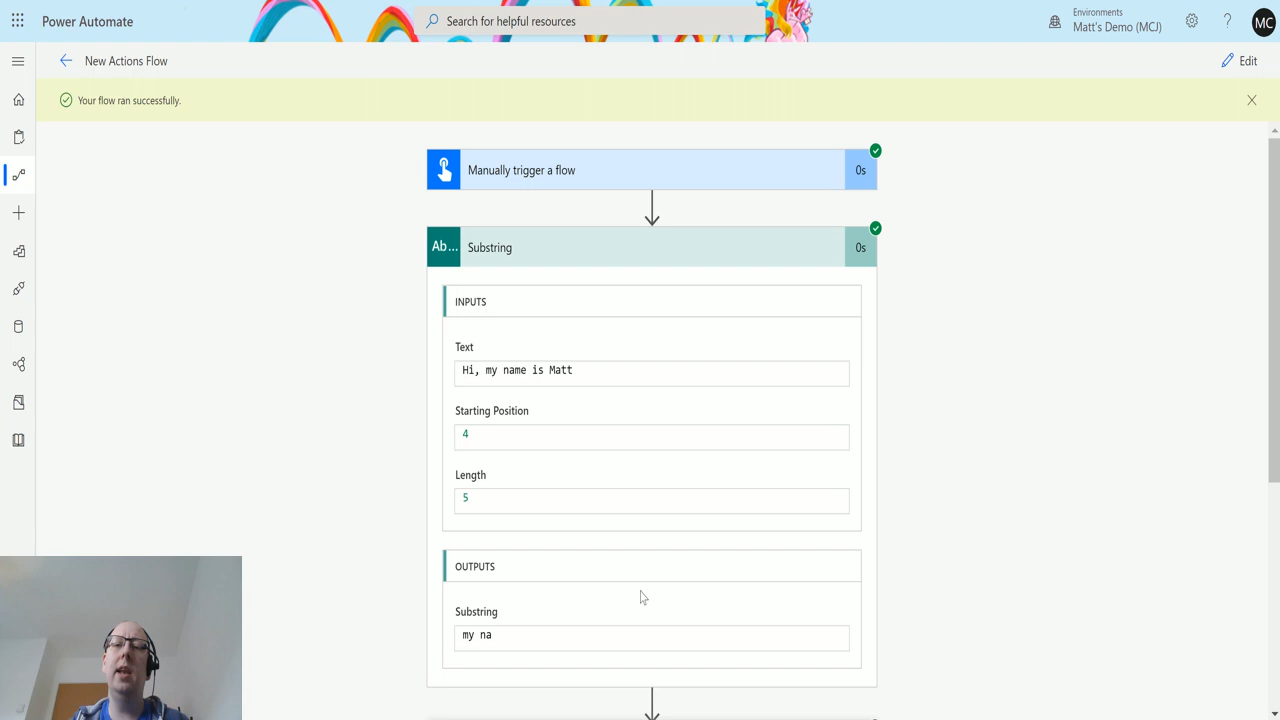 Power Automate
Search for helpful resources
Environments
Matt's Demo (MCJ)
?
MC
New Actions Flow
Edit
Your flow ran successfully.
Manually trigger a flow
0s
Ab...
Substring
0s
INPUTS
Text
Hi, my name is Matt
Starting Position
4
Length
5
OUTPUTS
Substring
my na